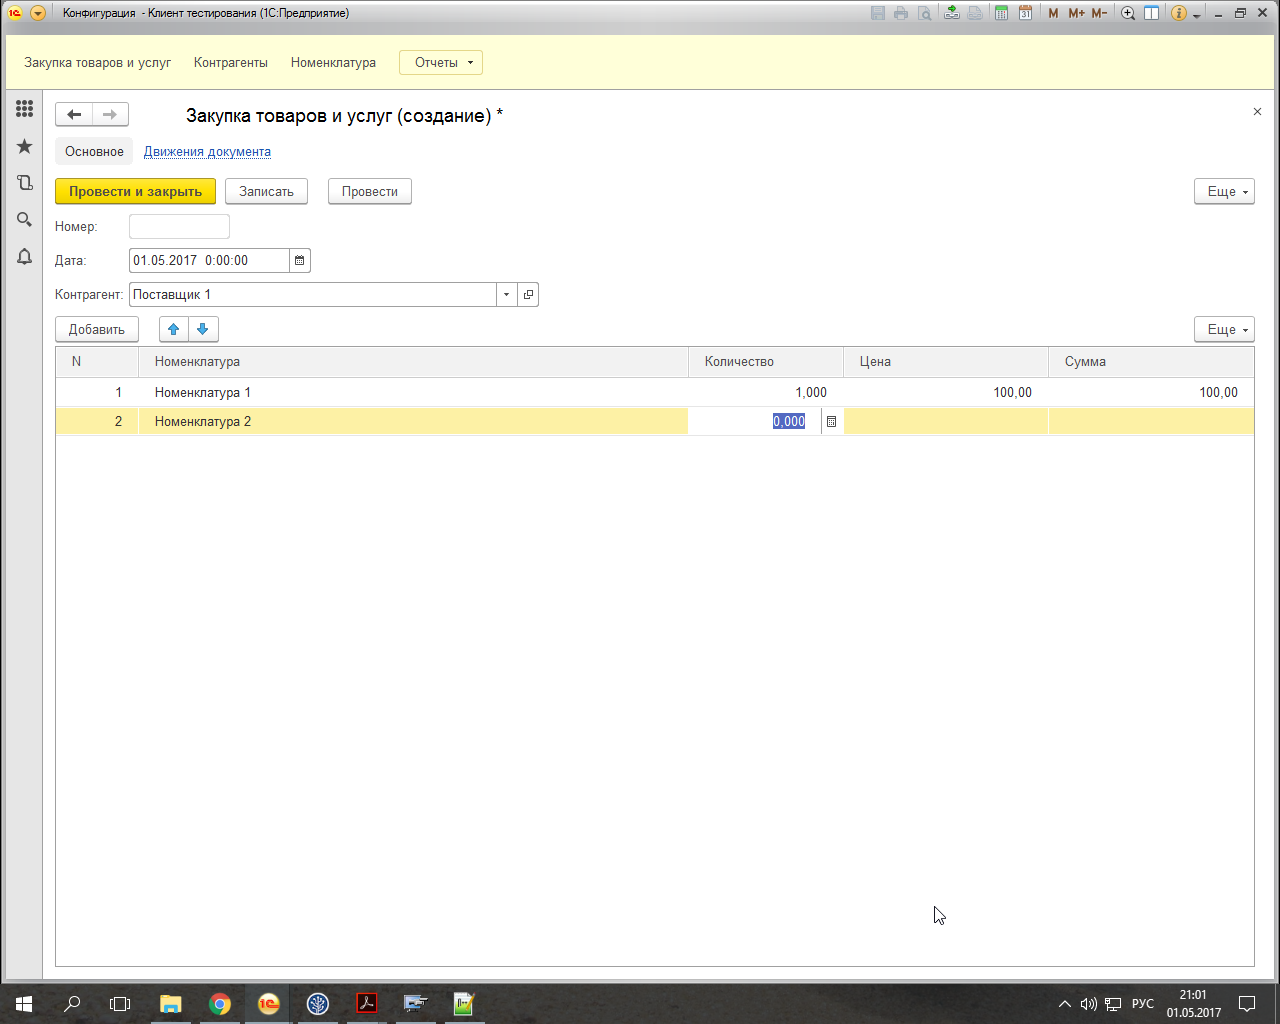 Конфигурация - Клиент тестирования (1С:Предприятие)
M M+ M-
Закупка товаров и услуг Контрагенты Номенклатура Отчеты
Закупка товаров и услуг (создание) *
Основное Движения документа
Провести и закрыть Записать Провести Еще
Номер:
Дата: 01.05.2017 0:00:00
Контрагент: Поставщик 1
Добавить Еще
N Номенклатура Количество Цена Сумма
1 Номенклатура 1 1,000 100,00 100,00
2 Номенклатура 2 0,000
РУС
21:01
01.05.2017